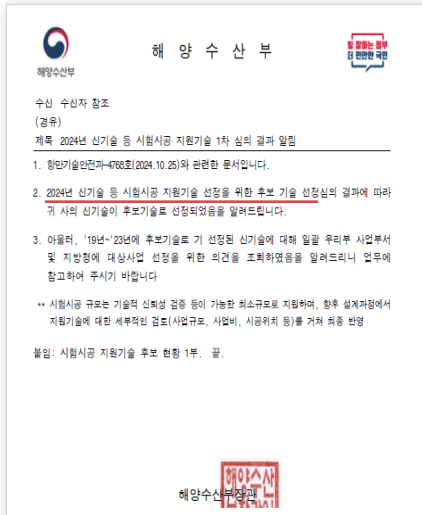 해양수산부
해 양 수 산 부
일 잘하는 정부
더 편안한 국민
수신 수신자 참조
(경유)
제목 2024년 신기술 등 시험시공 지원기술 1차 심의 결과 알림
1. 항만기술안전과-4768호(2024.10.25)와 관련한 문서입니다.
2. 2024년 신기술 등 시험시공 지원기술 선정을 위한 후보 기술 선정심의 결과에 따라
귀 사의 신기술이 후보기술로 선정되었음을 알려드립니다.
3. 아울러, '19년~'23년에 후보기술로 기 선정된 신기술에 대해 일괄 우리부 사업부서
및 지방청에 대상사업 선정을 위한 의견을 조회하였음을 알려드리니 업무에
참고하여 주시기 바랍니다
** 시험시공 규모는 기술적 신뢰성 검증 등이 가능한 최소규모로 지원하며, 향후 설계과정에서
지원기술에 대한 세부적인 검토(사업규모, 사업비, 시공위치 등)를 거쳐 최종 반영
붙임: 시험시공 지원기술 후보 현황 1부. 끝.
해양수산부장관
해양수산